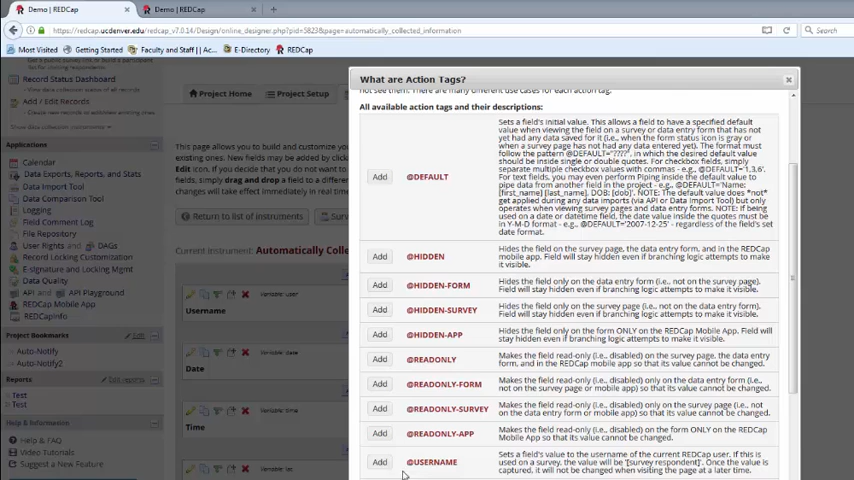 Demo | REDCap
Demo | REDCap
https://redcap.ucdenver.edu/redcap_v7.0.14/Design/online_designer.php?pid=5823&page=automatically_collected_information
Search
Most Visited
Getting Started
Faculty and Staff | | Ac...
E-Directory
REDCap
Record Status Dashboard
Add / Edit Records
Show data collection instruments
Applications
Calendar
Data Exports, Reports, and Stats
Data Import Tool
Data Comparison Tool
Logging
Field Comment Log
File Repository
User Rights and DAGs
Record Locking Customization
E-signature and Locking Mgmt
Data Quality
API and API Playground
REDCap Mobile App
REDCapInfo
Project Bookmarks
Edit
Auto-Notify
Auto-Notify2
Reports
Edit reports
Test
Test
Help & Information
Help & FAQ
Video Tutorials
Suggest a New Feature
Project Home
Project Setup
This page allows you to build and customize
existing ones. New fields may be added by clicki
Edit icon. If you decide that you do not want
simply drag and drop a field to a different
changes will take effect immediately in real ti
Return to list of instruments
Current Instrument: Automatically Coll
Variable: user
Username
Variable: date
Date
Variable: time
Time
What are Action Tags?
not see them. There are many different use cases for each action tag.
All available action tags and their descriptions:
Add
@DEFAULT
Sets a field's initial value. This allows a field to have a specified default
value when viewing the field on a survey or data entry form that has not
yet had any data saved for it (i.e., when the form status icon is gray or
when a survey page has not had any data entered yet). The format must
follow the pattern @DEFAULT="????", in which the desired default value
should be inside single or double quotes. For checkbox fields, simply
separate multiple checkbox values with commas - e.g., @DEFAULT='1,3,6'.
For text fields, you may even perform Piping inside the default value to
pipe data from another field in the project - e.g., @DEFAULT='Name:
[first_name] [last_name], DOB: [dob]'. NOTE: The default value does *not*
get applied during any data imports (via API or Data Import Tool) but only
operates when viewing survey pages and data entry forms. NOTE: If
being used on a date or datetime field, the date value inside the quotes must be
in Y-M-D format - e.g., @DEFAULT='2007-12-25' - regardless of the field's set
date format.
Add
@HIDDEN
Hides the field on the survey page, the data entry form, and in the REDCap
mobile app. Field will stay hidden even if branching logic attempts to make
it visible.
Add
@HIDDEN-FORM
Hides the field only on the data entry form (i.e., not on the survey page).
Field will stay hidden even if branching logic attempts to make it visible.
Add
@HIDDEN-SURVEY
Hides the field only on the survey page (i.e., not on the data entry form).
Field will stay hidden even if branching logic attempts to make it visible.
Add
@HIDDEN-APP
Hides the field only on the form ONLY on the REDCap Mobile App. Field will
stay hidden even if branching logic attempts to make it visible.
Add
@READONLY
Makes the field read-only (i.e., disabled) on the survey page, the data entry
form, and in the REDCap mobile app so that its value cannot be changed.
Add
@READONLY-FORM
Makes the field read-only (i.e., disabled) only on the data entry form (i.e.,
not on the survey page) so that its value cannot be changed.
Add
@READONLY-SURVEY
Makes the field read-only (i.e., disabled) only on the survey page (i.e., not
on the data entry form or mobile app) so that its value cannot be changed.
Add
@READONLY-APP
Makes the field read-only (i.e., disabled) on the form ONLY on the REDCap
Mobile App so that its value cannot be changed.
Add
@USERNAME
Sets a field's value to the username of the current REDCap user. If this is
used on a survey, the value will be '[survey respondent]'. Once the value is
captured, it will not be changed when visiting the page at a later time.